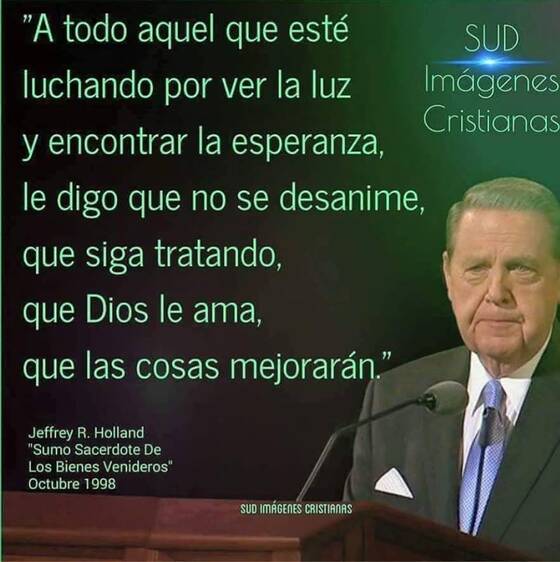 "A todo aquel que esté
luchando por ver la luz
y encontrar la esperanza,
le digo que no se desanime,
que siga tratando,
que Dios le ama,
que las cosas mejorarán."
SUD
Imágenes
Cristianas
Jeffrey R. Holland
"Sumo Sacerdote De
Los Bienes Venideros"
Octubre 1998
SUD IMÁGENES CRISTIANAS